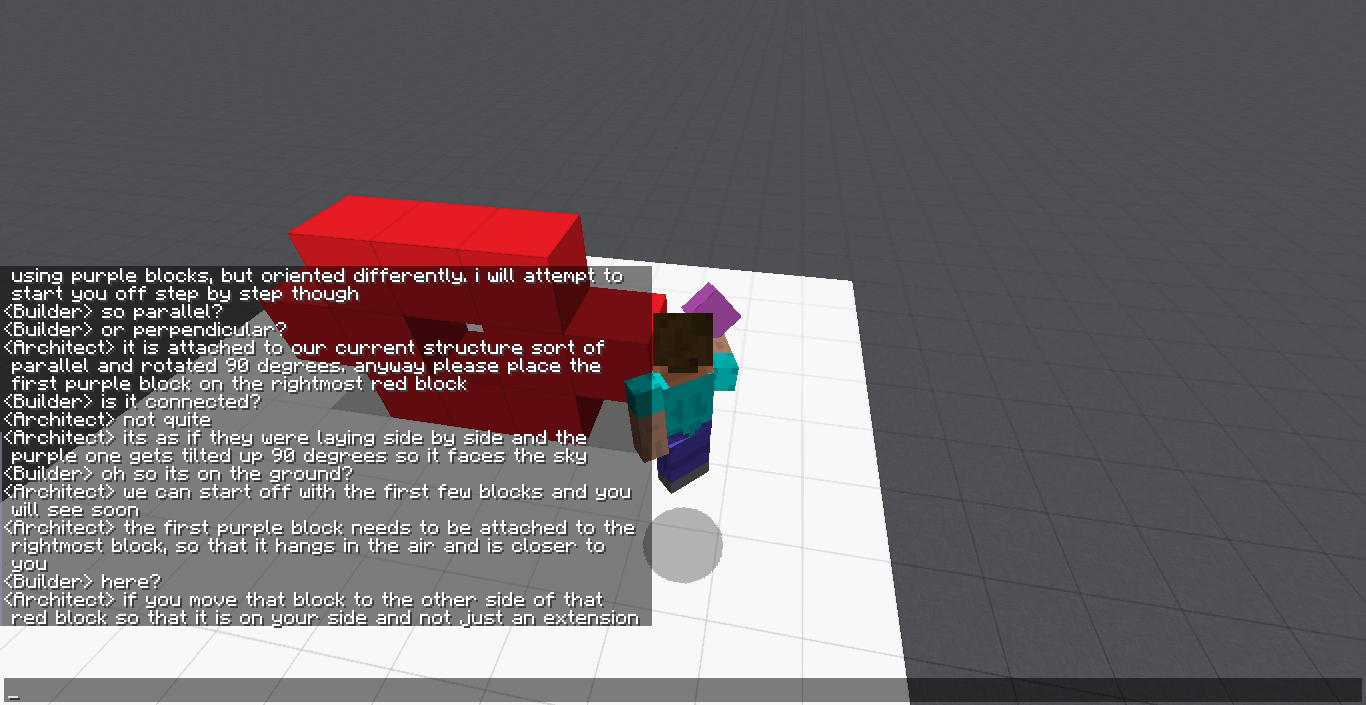 using purple blocks, but oriented differently. i will attempt to
start you off step by step though
<Builder> so parallel?
<Builder> or perpendicular?
<Architect> it is attached to our current structure sort of
parallel and rotated 90 degrees, anyway please place the
first purple block on the rightmost red block
<Builder> is it connected?
<Architect> not quite
<Architect> its as if they were laying side by side and the
purple one gets tilted up 90 degrees so it faces the sky
<Builder> oh so its on the ground?
<Architect> we can start off with the first few blocks and you
will see soon
<Architect> the first purple block needs to be attached to the
rightmost block, so that it hangs in the air and is closer to
you
<Builder> here?
<Architect> if you move that block to the other side of that
red block so that it is on your side and not just an extension
_